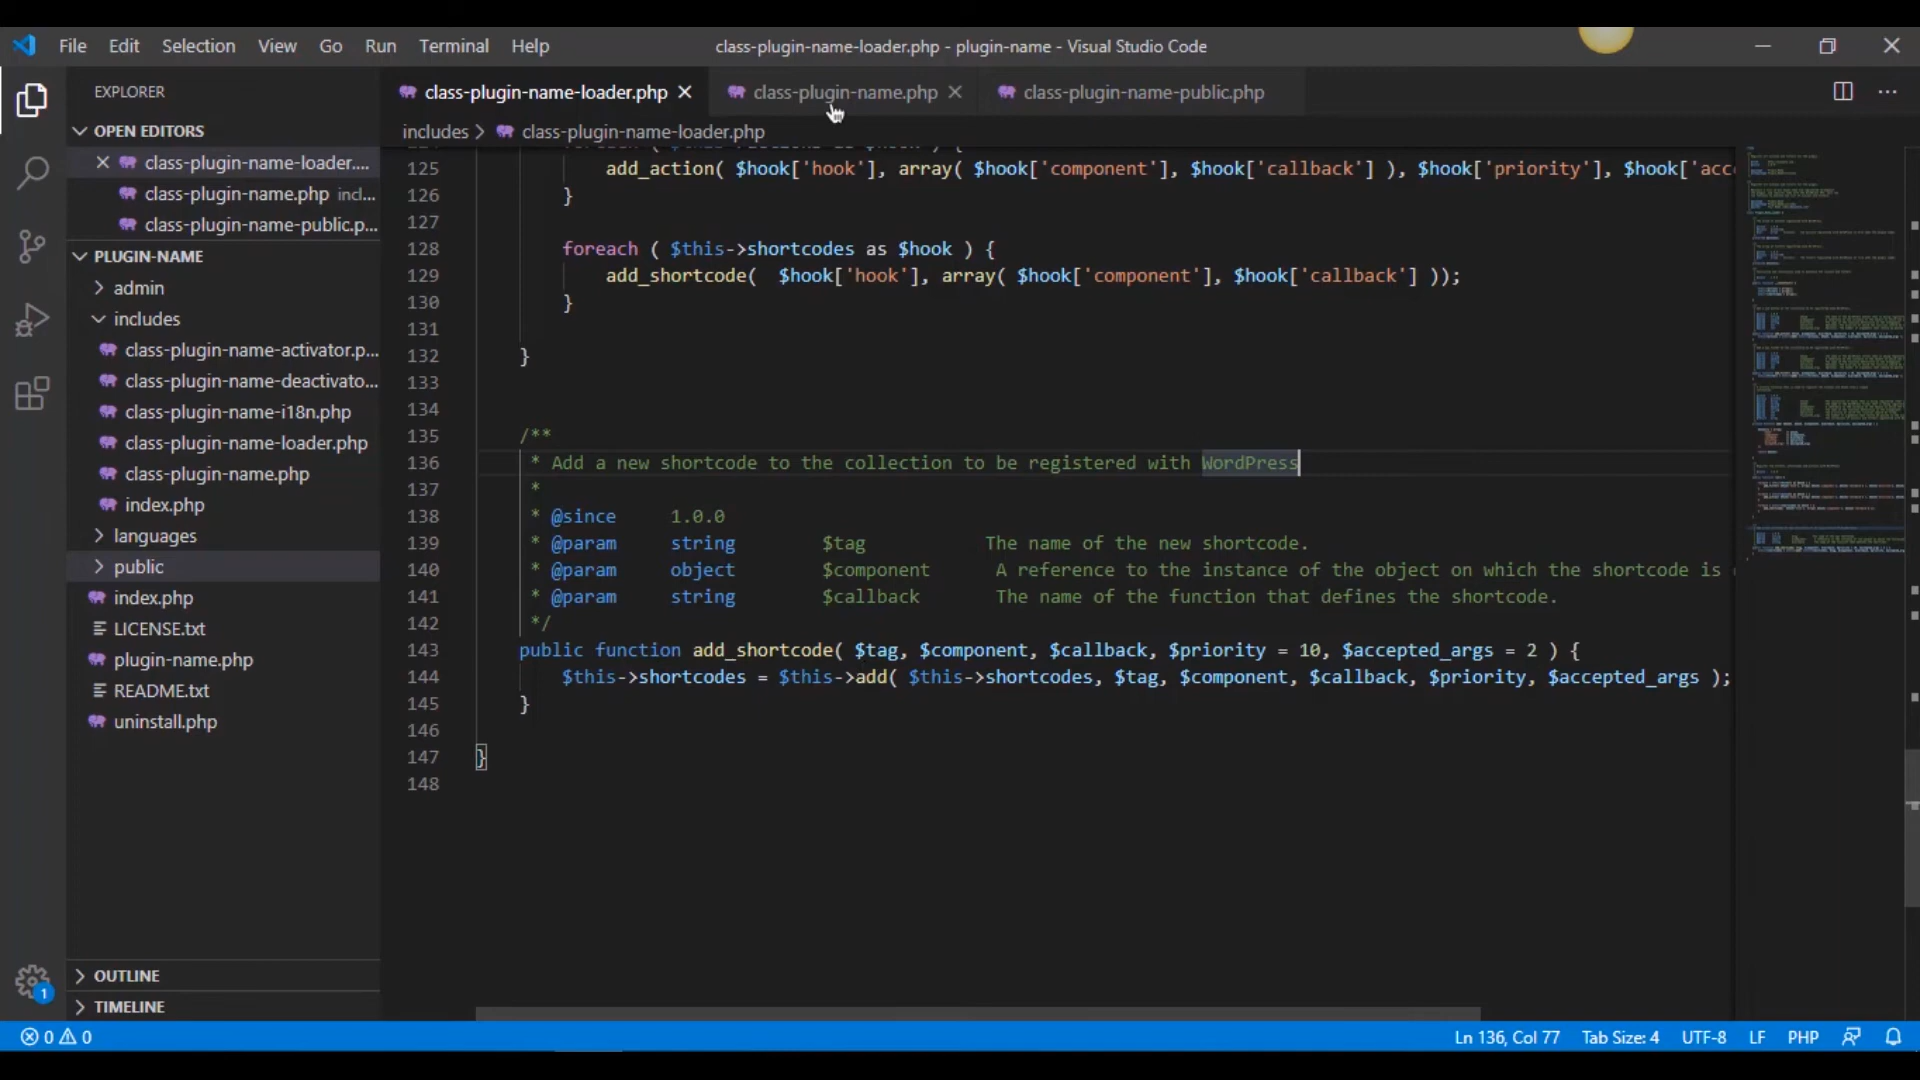 File Edit Selection View Go Run Terminal Help
class-plugin-name-loader.php - plugin-name - Visual Studio Code
EXPLORER
OPEN EDITORS
class-plugin-name-loader....
class-plugin-name.php incl...
class-plugin-name-public.p...
PLUGIN-NAME
admin
includes
class-plugin-name-activator.p...
class-plugin-name-deactivato...
class-plugin-name-i18n.php
class-plugin-name-loader.php
class-plugin-name.php
index.php
languages
public
index.php
LICENSE.txt
plugin-name.php
README.txt
uninstall.php
OUTLINE
TIMELINE
class-plugin-name-loader.php
class-plugin-name.php
class-plugin-name-public.php
includes > class-plugin-name-loader.php
125 add_action( $hook['hook'], array( $hook['component'], $hook['callback'] ), $hook['priority'], $hook['acc
126 }
127
128 foreach ( $this->shortcodes as $hook ) {
129 add_shortcode(  $hook['hook'], array( $hook['component'], $hook['callback'] ));
130 }
131
132 }
133
134
135 /**
136 * Add a new shortcode to the collection to be registered with WordPress
137 *
138 * @since 1.0.0
139 * @param string $tag The name of the new shortcode.
140 * @param object $component A reference to the instance of the object on which the shortcode is
141 * @param string $callback The name of the function that defines the shortcode.
142 */
143 public function add_shortcode( $tag, $component, $callback, $priority = 10, $accepted_args = 2 ) {
144 $this->shortcodes = $this->add( $this->shortcodes, $tag, $component, $callback, $priority, $accepted_args );
145 }
146
147 }
148
1
0 0 Ln 136, Col 77 Tab Size: 4 UTF-8 LF PHP